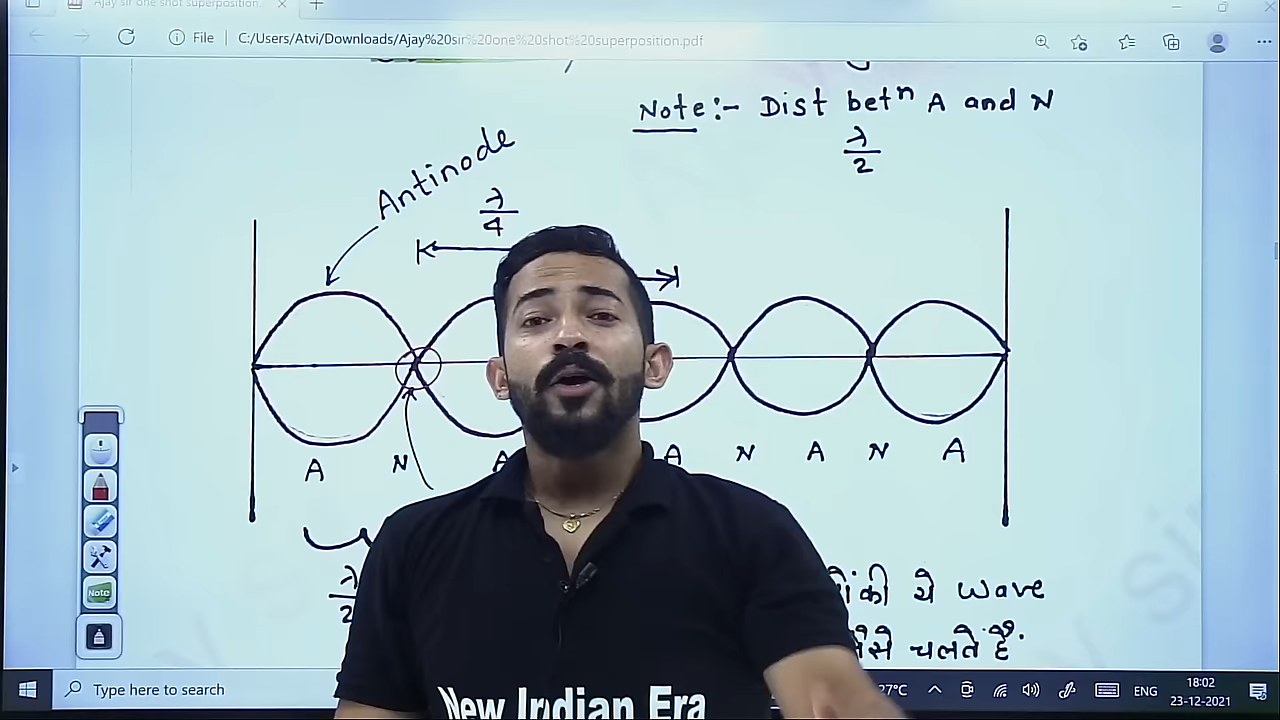 Ajay sir one shot superposition.
File
C:/Users/Atvi/Downloads/Ajay%20sir%20one%20shot%20superposition.pdf
Note:- Dist betⁿ A and N
λ/2
Antinode
λ/4
A N A A N A N A
λ/2
ये wave
चलते हैं.
Note
New Indian Era
Type here to search
27°C
ENG
18:02
23-12-2021